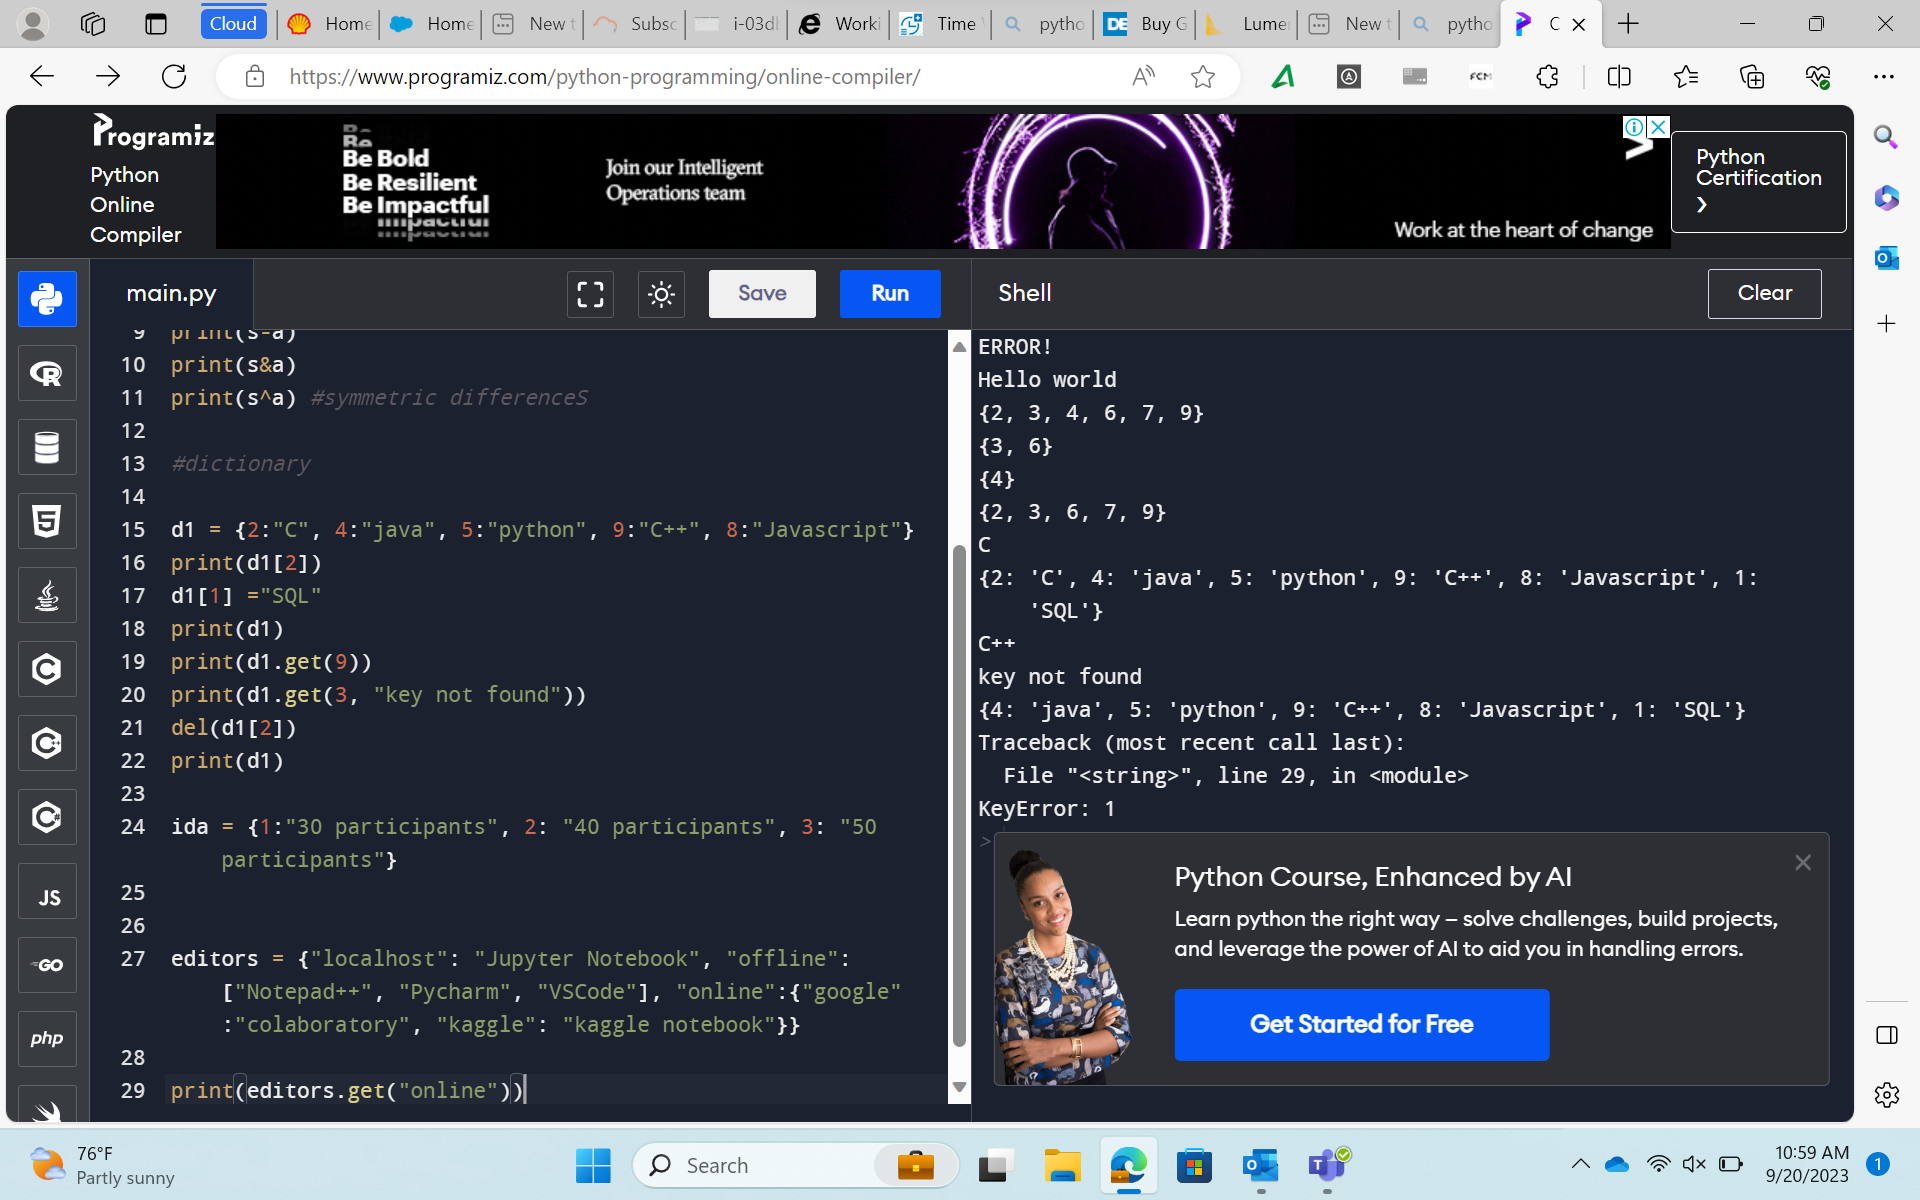 Cloud
Home
Home
New t
Subsc
i-03db
Worki
Time
pytho
DE
Buy G
Lumer
New t
pytho
C
https://www.programiz.com/python-programming/online-compiler/
FCM
Programiz
Python
Online
Compiler
Be
Be Bold
Be Resilient
Be Impactful
Impactful
Join our Intelligent
Operations team
Work at the heart of change
Python
Certification
main.py
Save
Run
Shell
Clear
9 print(s-a)
10 print(s&a)
11 print(s^a) #symmetric differenceS
12
13 #dictionary
14
15 d1 = {2:"C", 4:"java", 5:"python", 9:"C++", 8:"Javascript"}
16 print(d1[2])
17 d1[1] ="SQL"
18 print(d1)
19 print(d1.get(9))
20 print(d1.get(3, "key not found"))
21 del(d1[2])
22 print(d1)
23
24 ida = {1:"30 participants", 2: "40 participants", 3: "50
participants"}
25
26
27 editors = {"localhost": "Jupyter Notebook", "offline":
["Notepad++", "Pycharm", "VSCode"], "online":{"google"
:"colaboratory", "kaggle": "kaggle notebook"}}
28
29 print(editors.get("online"))
ERROR!
Hello world
{2, 3, 4, 6, 7, 9}
{3, 6}
{4}
{2, 3, 6, 7, 9}
C
{2: 'C', 4: 'java', 5: 'python', 9: 'C++', 8: 'Javascript', 1:
'SQL'}
C++
key not found
{4: 'java', 5: 'python', 9: 'C++', 8: 'Javascript', 1: 'SQL'}
Traceback (most recent call last):
File "<string>", line 29, in <module>
KeyError: 1
>
Python Course, Enhanced by AI
Learn python the right way – solve challenges, build projects,
and leverage the power of AI to aid you in handling errors.
Get Started for Free
R
5
C
C++
C#
JS
GO
php
76°F
Partly sunny
Search
10:59 AM
9/20/2023
1